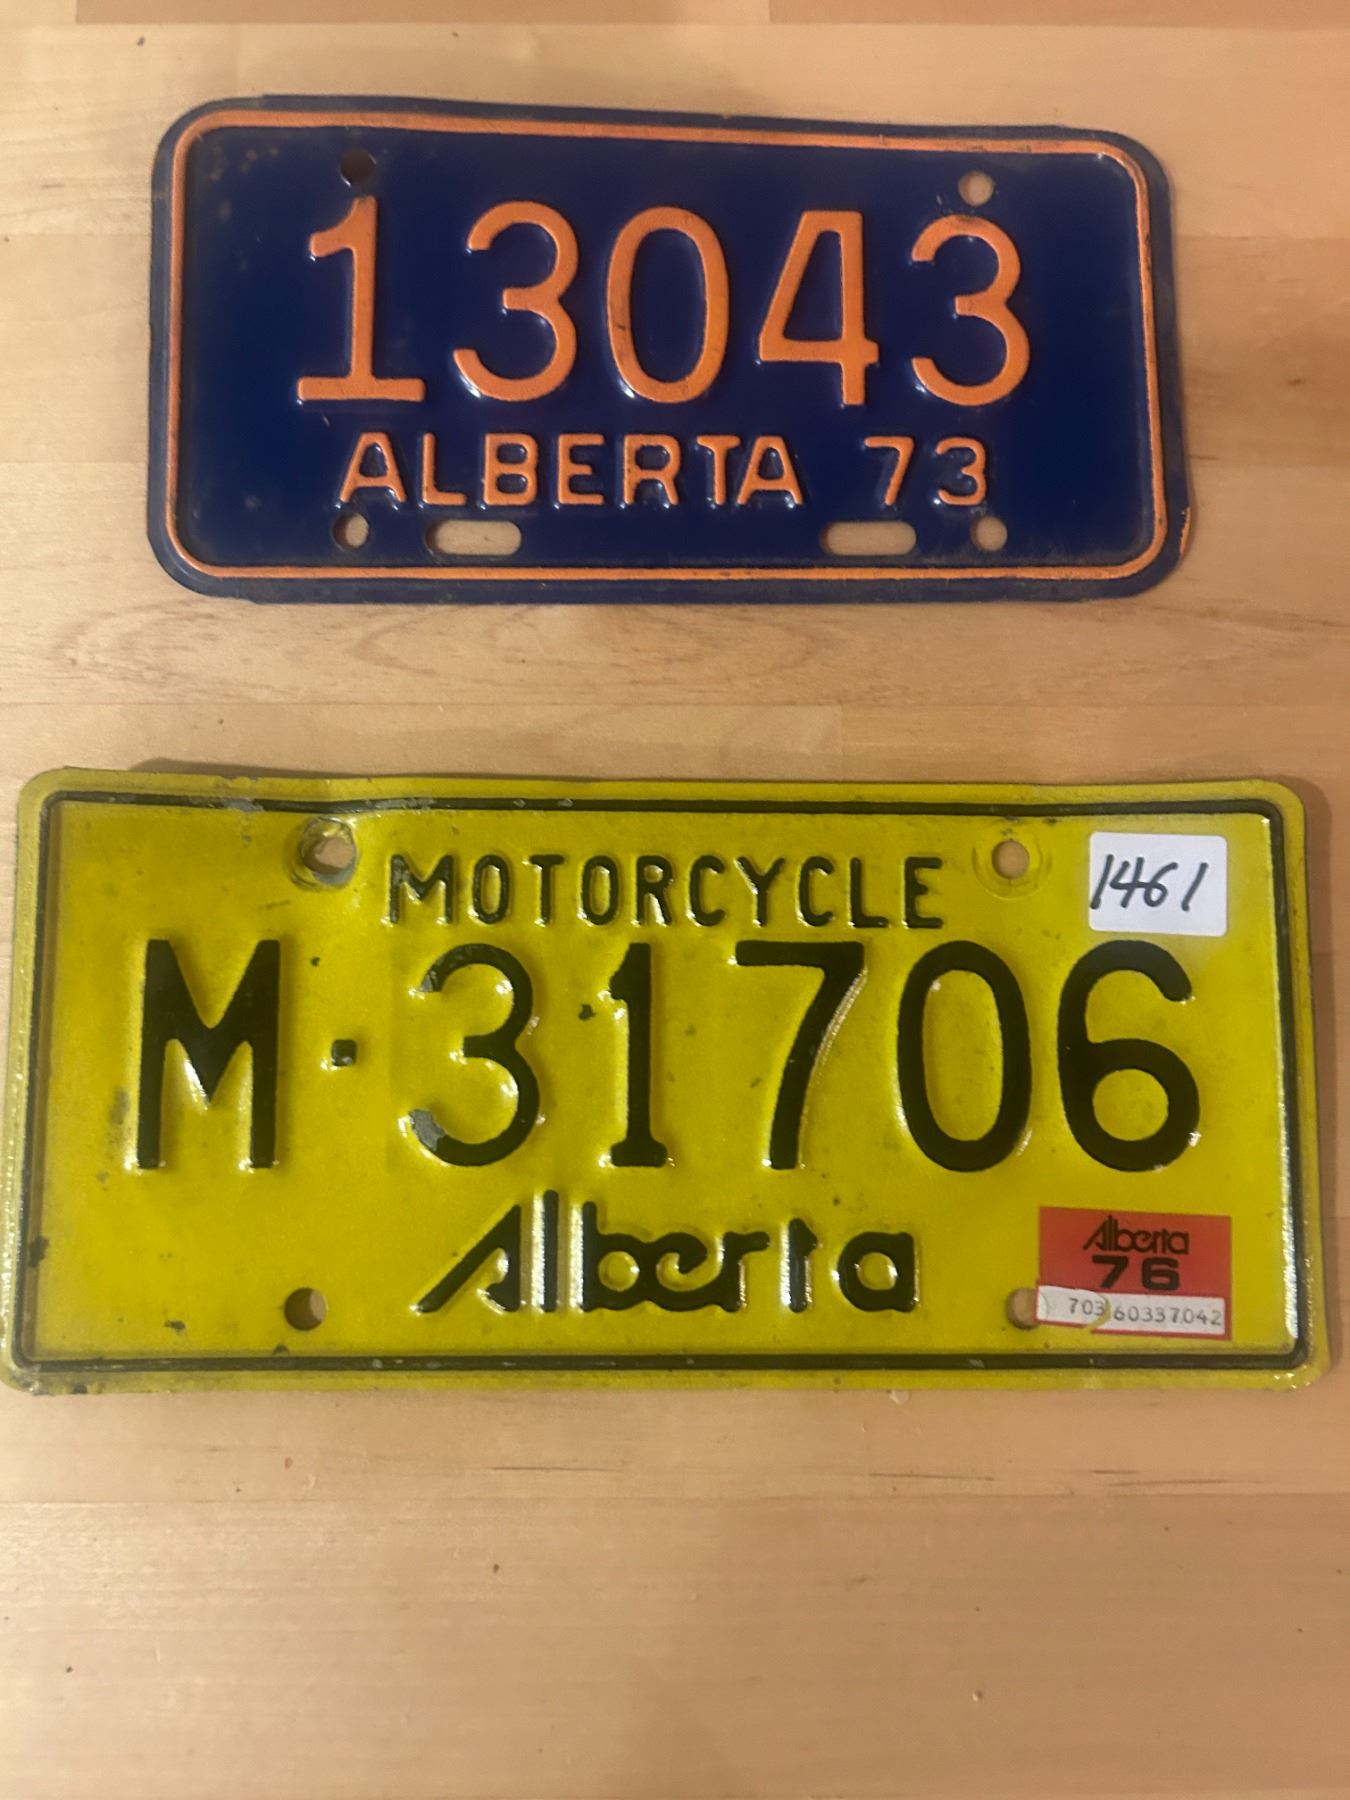 13043
ALBERTA 73
MOTORCYCLE
1461
M·31706
Alberta
Alberta
76
70360337042